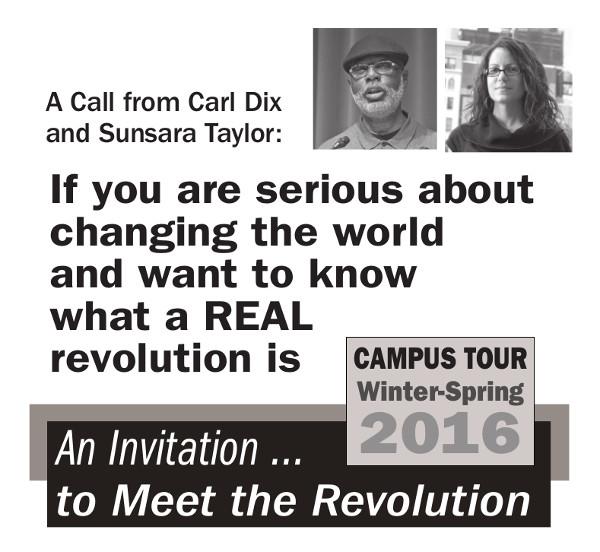 A Call from Carl Dix
and Sunsara Taylor:
If you are serious about
changing the world
and want to know
what a REAL
revolution is
CAMPUS TOUR
Winter-Spring
2016
An Invitation ...
to Meet the Revolution